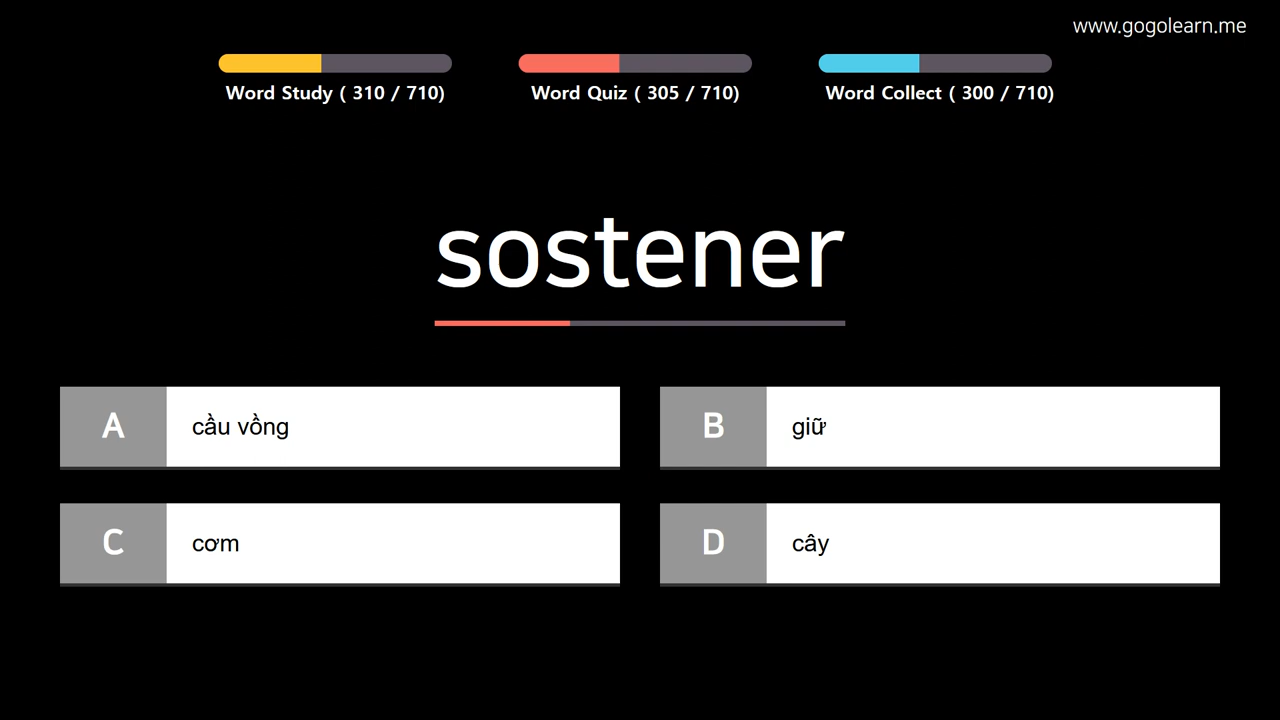 www.gogolearn.me
Word Study ( 310 / 710)
Word Quiz ( 305 / 710)
Word Collect ( 300 / 710)
sostener
A cầu vồng
B giữ
C cơm
D cây